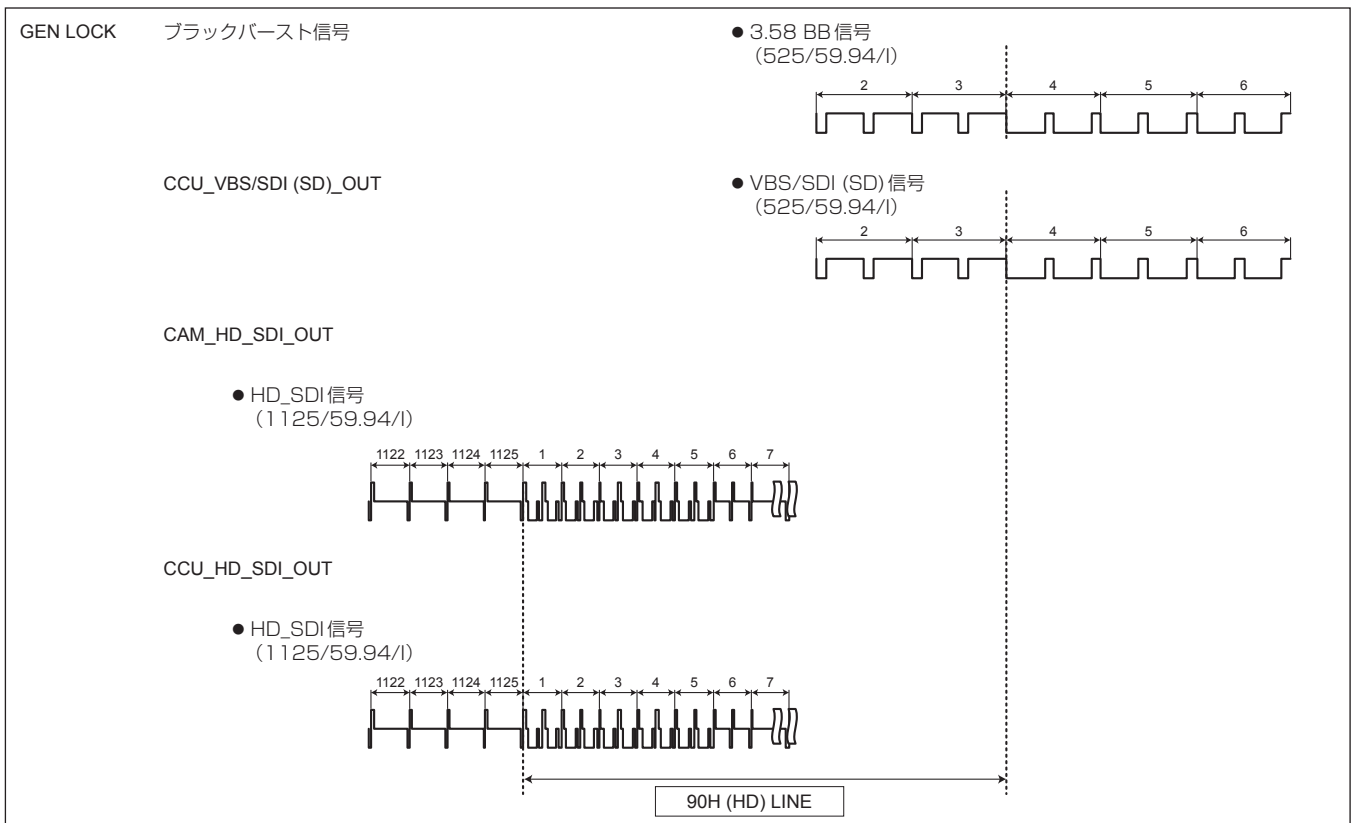 GEN LOCK ブラックバースト信号
● 3.58 BB信号
(525/59.94/I)
2 3 4 5 6
CCU_VBS/SDI (SD)_OUT
● VBS/SDI (SD)信号
(525/59.94/I)
2 3 4 5 6
CAM_HD_SDI_OUT
● HD_SDI信号
(1125/59.94/I)
1122 1123 1124 1125 1 2 3 4 5 6 7
CCU_HD_SDI_OUT
● HD_SDI信号
(1125/59.94/I)
1122 1123 1124 1125 1 2 3 4 5 6 7
90H (HD) LINE